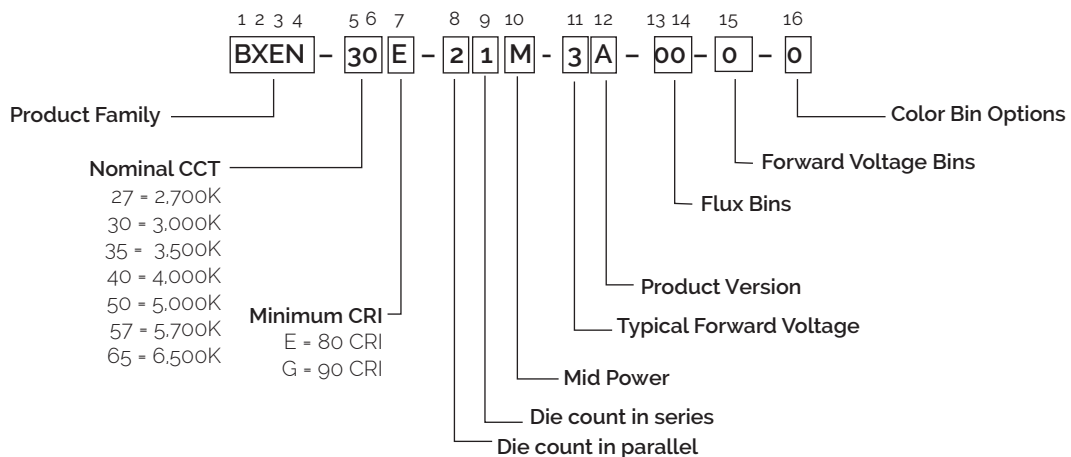 1 2 3 4 5 6 7 8 9 10 11 12 13 14 15 16
BXEN – 30 E – 2 1 M - 3 A – 00 – 0 – 0
Product Family
Color Bin Options
Nominal CCT
27 = 2,700K
30 = 3,000K
35 = 3,500K
40 = 4,000K
50 = 5,000K
57 = 5,700K
65 = 6,500K
Forward Voltage Bins
Flux Bins
Product Version
Minimum CRI
E = 80 CRI
G = 90 CRI
Typical Forward Voltage
Mid Power
Die count in series
Die count in parallel